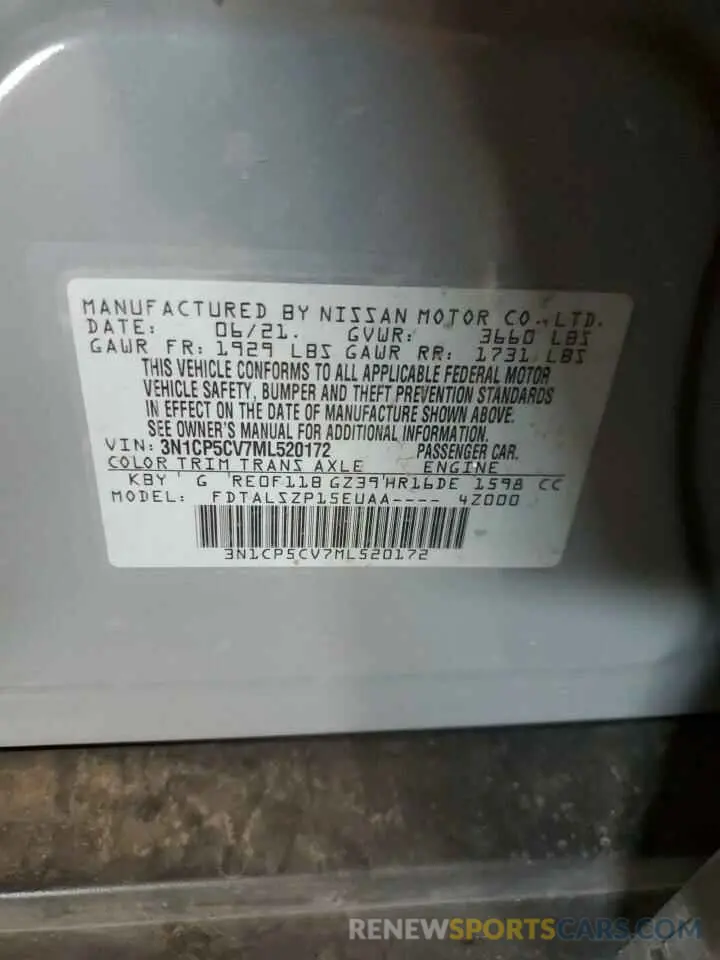 MANUFACTURED BY NISSAN MOTOR CO.,LTD.
DATE: 06/21. GVWR: 3660 LBS
GAWR FR: 1929 LBS GAWR RR: 1731 LBS
THIS VEHICLE CONFORMS TO ALL APPLICABLE FEDERAL MOTOR
VEHICLE SAFETY, BUMPER AND THEFT PREVENTION STANDARDS
IN EFFECT ON THE DATE OF MANUFACTURE SHOWN ABOVE.
SEE OWNER'S MANUAL FOR ADDITIONAL INFORMATION.
VIN: 3N1CP5CV7ML520172 PASSENGER CAR.
COLOR TRIM TRANS AXLE ENGINE
KBY G RE0F11B GZ39 HR16DE 1598 CC
MODEL: FDTALSZP15EUAA---- 4Z000
3N1CP5CV7ML520172
RENEWSPORTSCARS.COM